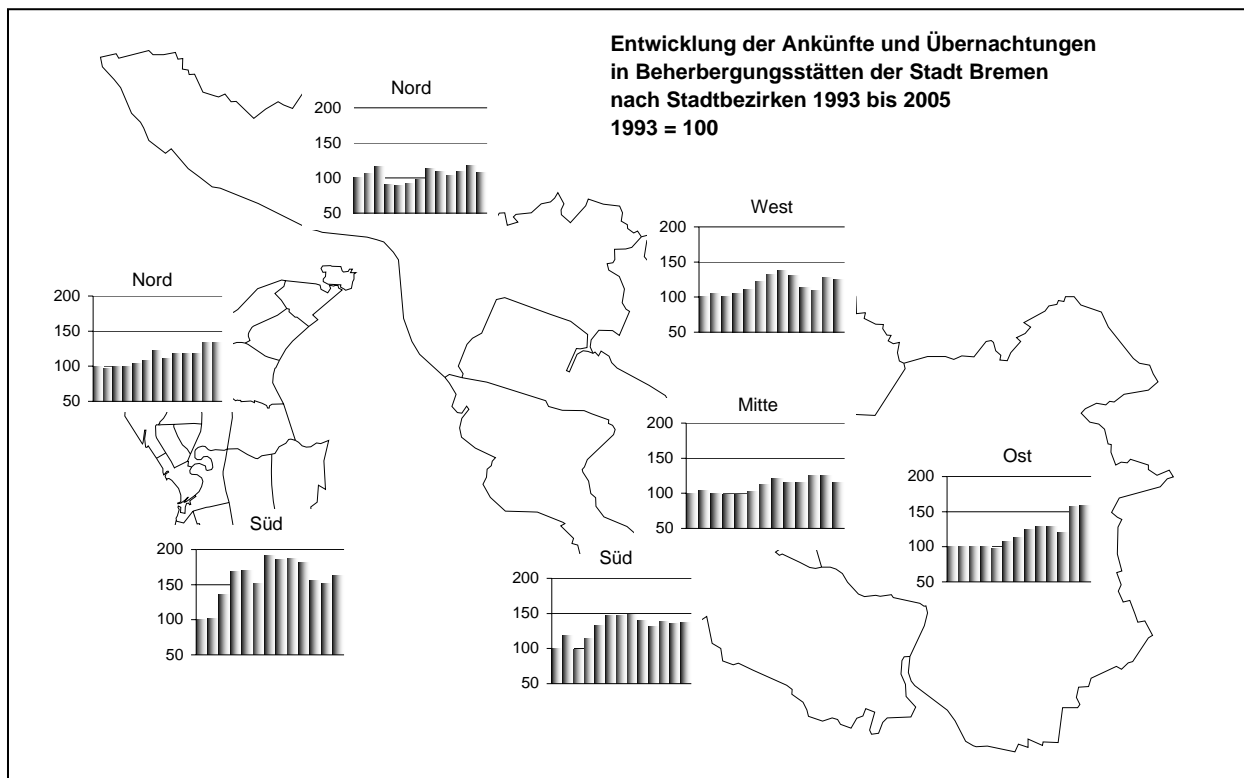 Entwicklung der Ankünfte und Übernachtungen
in Beherbergungsstätten der Stadt Bremen
nach Stadtbezirken 1993 bis 2005
1993 = 100
Nord
200
150
100
50
West
200
150
100
50
Nord
200
150
100
50
Mitte
200
150
100
50
Ost
200
150
100
50
Süd
200
150
100
50
Süd
200
150
100
50